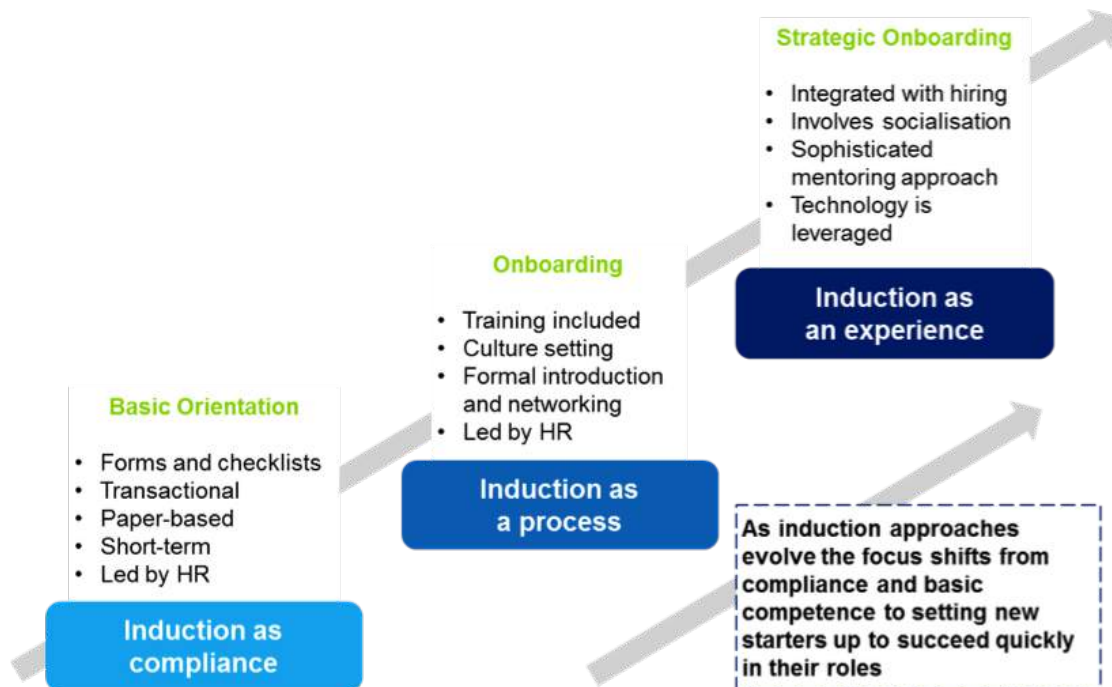 Basic Orientation
• Forms and checklists
• Transactional
• Paper-based
• Short-term
• Led by HR
Induction as
compliance
Onboarding
• Training included
• Culture setting
• Formal introduction
and networking
• Led by HR
Induction as
a process
Strategic Onboarding
• Integrated with hiring
• Involves socialisation
• Sophisticated
mentoring approach
• Technology is
leveraged
Induction as
an experience
As induction approaches
evolve the focus shifts from
compliance and basic
competence to setting new
starters up to succeed quickly
in their roles